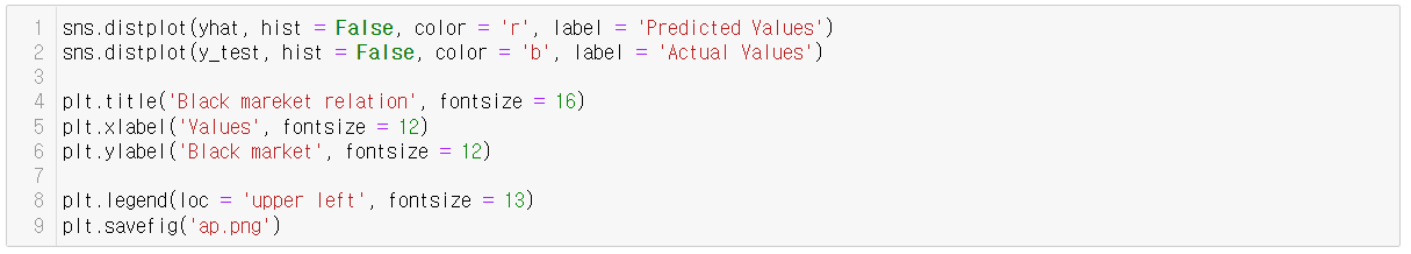 1 sns.distplot(yhat, hist = False, color = 'r', label = 'Predicted Values')
2 sns.distplot(y_test, hist = False, color = 'b', label = 'Actual Values')
3
4 plt.title('Black mareket relation', fontsize = 16)
5 plt.xlabel('Values', fontsize = 12)
6 plt.ylabel('Black market', fontsize = 12)
7
8 plt.legend(loc = 'upper left', fontsize = 13)
9 plt.savefig('ap.png')